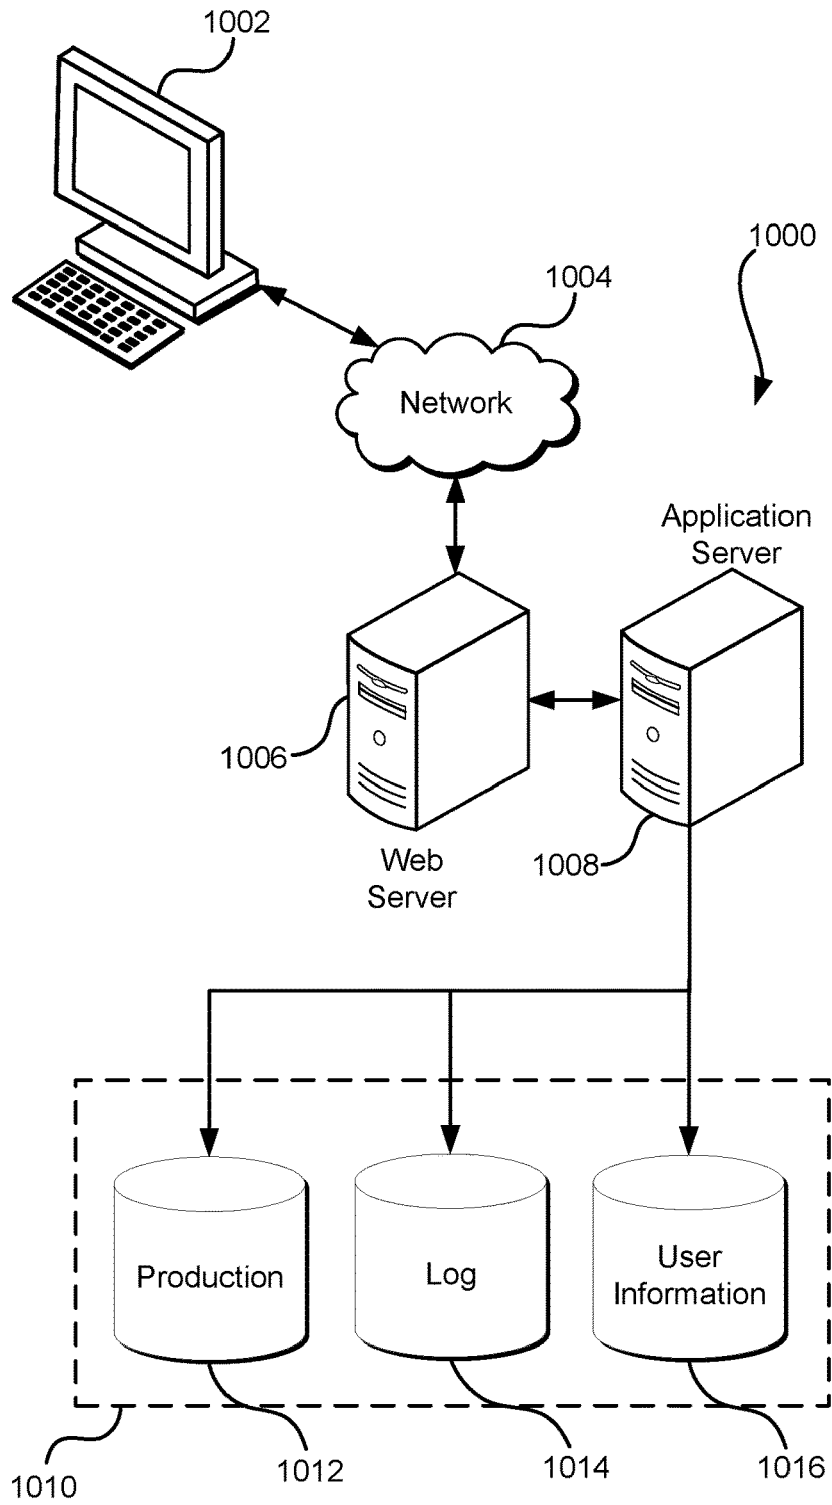 1002
1000
1004
Network
Application
Server
1006
1008
Web
Server
Production
Log
User
Information
1010
1012
1014
1016